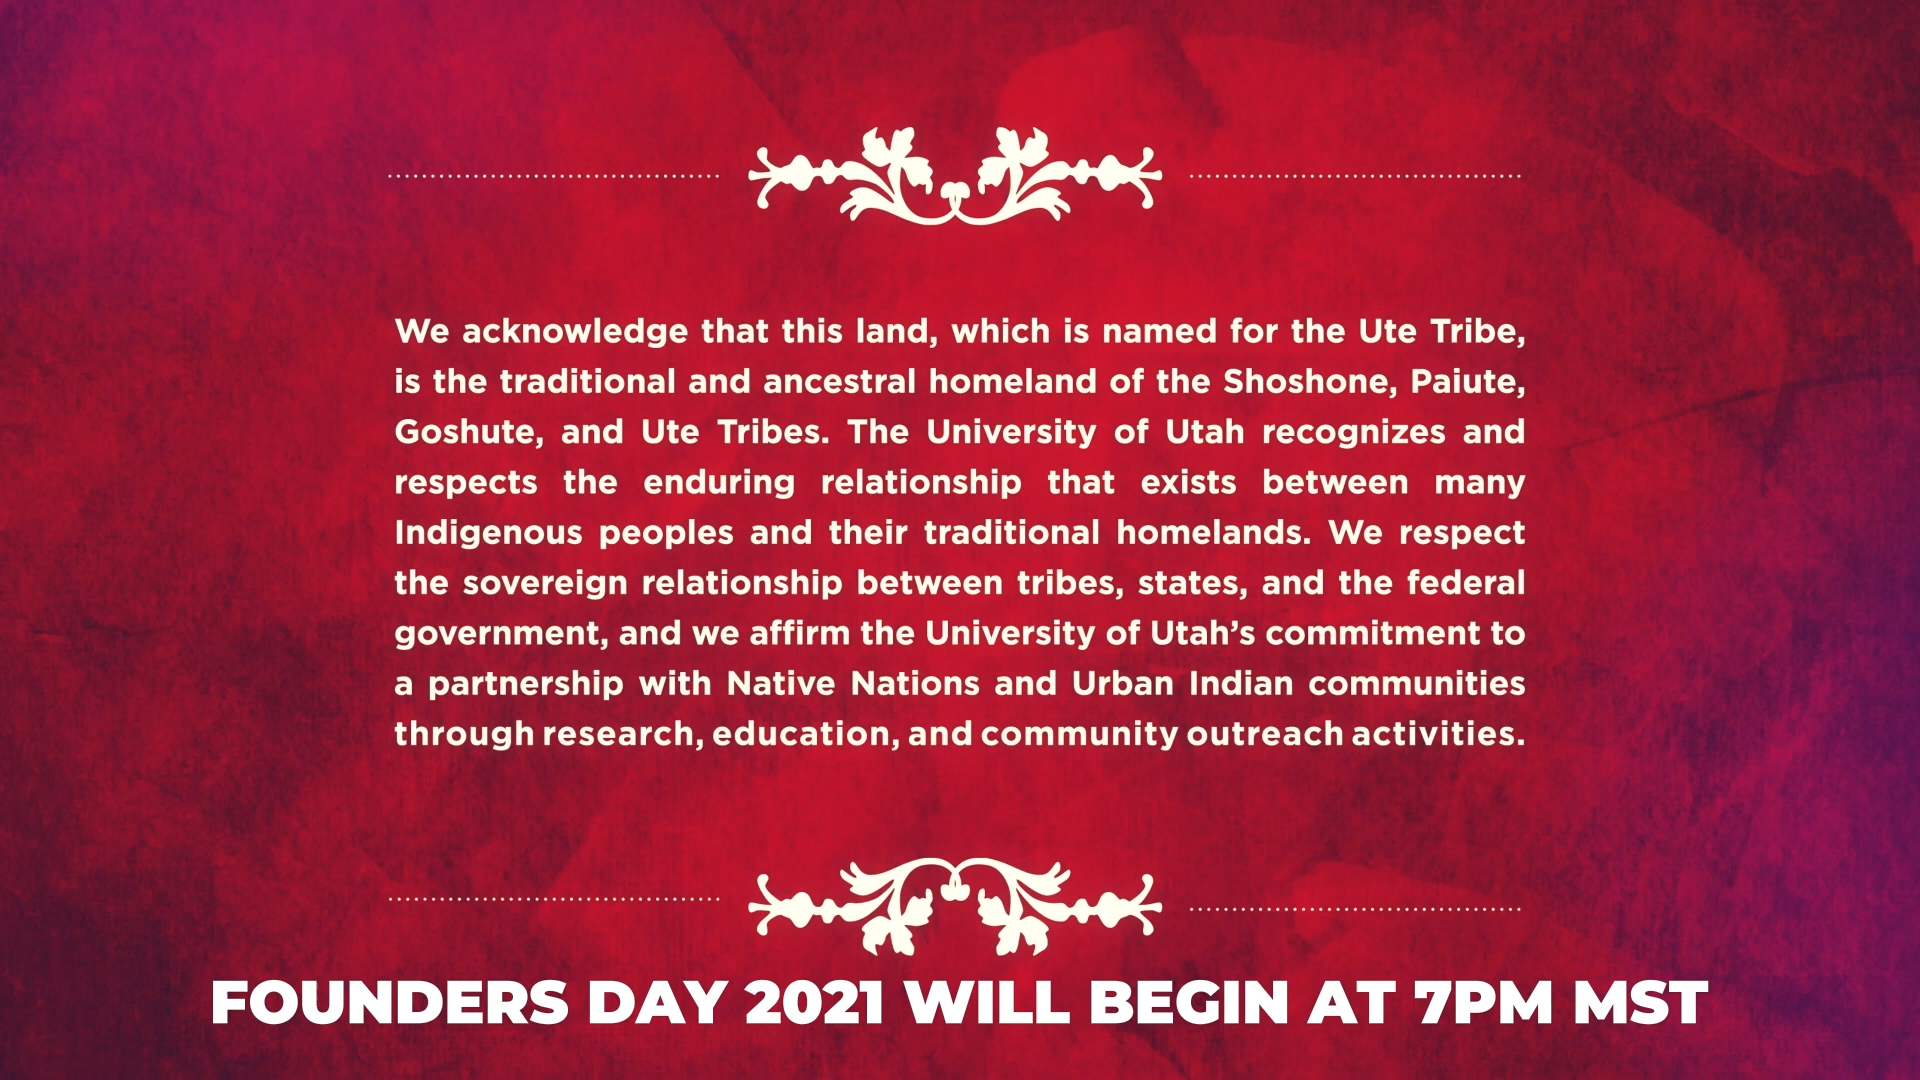 We acknowledge that this land, which is named for the Ute Tribe,
is the traditional and ancestral homeland of the Shoshone, Paiute,
Goshute, and Ute Tribes. The University of Utah recognizes and
respects the enduring relationship that exists between many
Indigenous peoples and their traditional homelands. We respect
the sovereign relationship between tribes, states, and the federal
government, and we affirm the University of Utah’s commitment to
a partnership with Native Nations and Urban Indian communities
through research, education, and community outreach activities.
FOUNDERS DAY 2021 WILL BEGIN AT 7PM MST